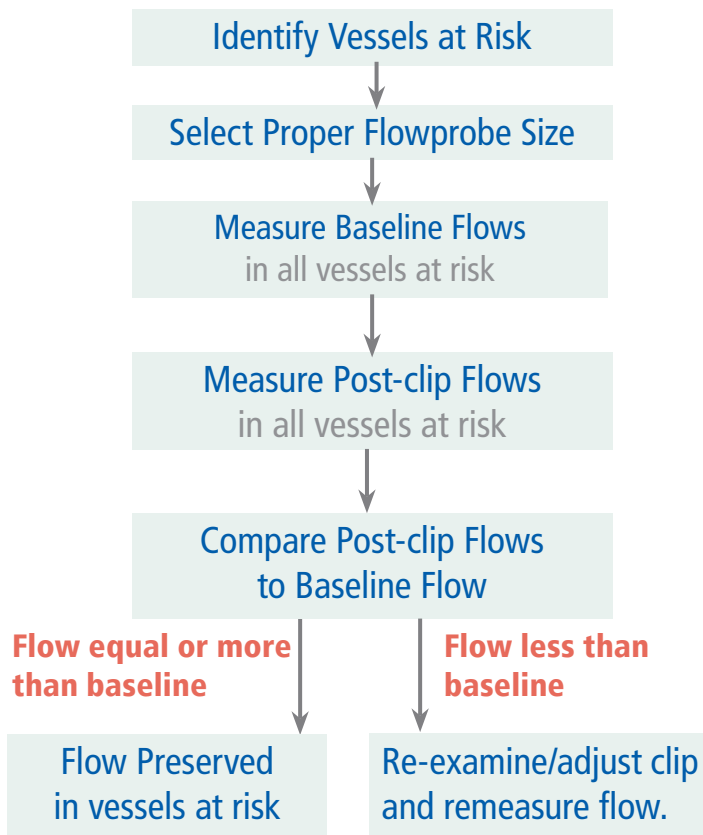 Identify Vessels at Risk
Select Proper Flowprobe Size
Measure Baseline Flows
in all vessels at risk
Measure Post-clip Flows
in all vessels at risk
Compare Post-clip Flows
to Baseline Flow
Flow equal or more
than baseline
Flow less than
baseline
Flow Preserved
in vessels at risk
Re-examine/adjust clip
and remeasure flow.